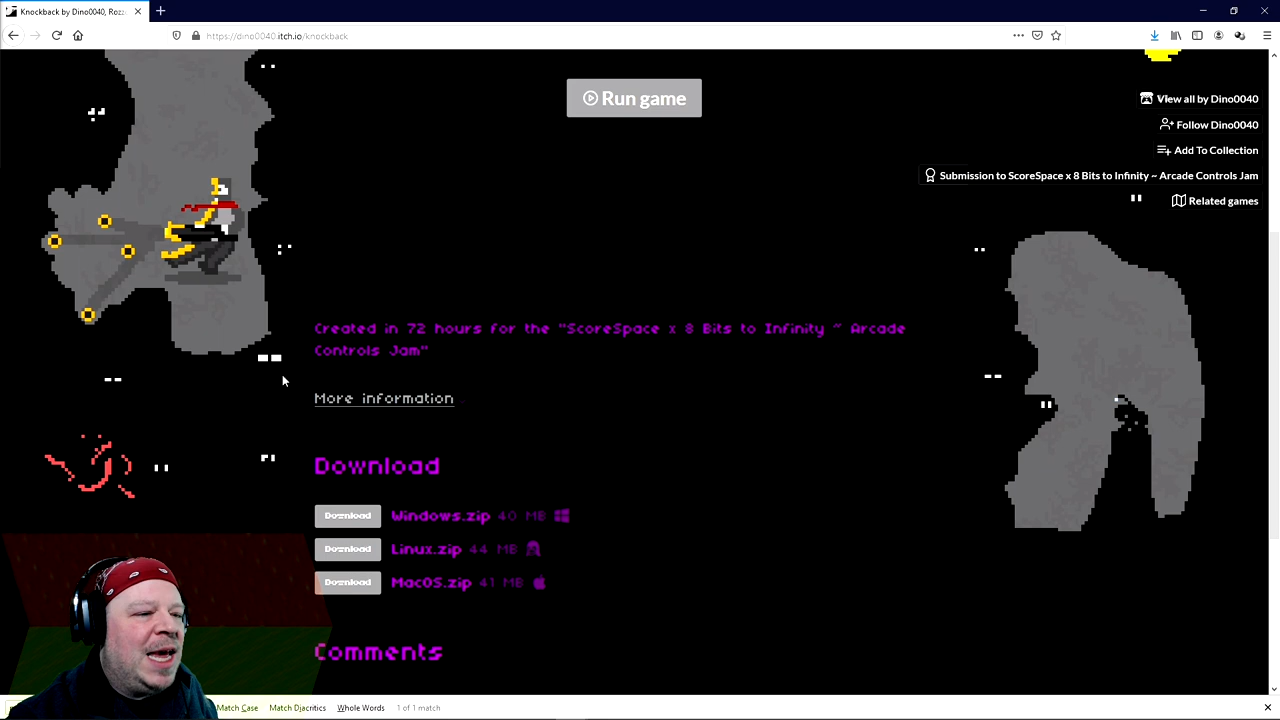 Knockback by Dino0040, Roz
https://dino0040.itch.io/knockback
Run game
View all by Dino0040
Follow Dino0040
Add To Collection
Submission to ScoreSpace x 8 Bits to Infinity ~ Arcade Controls Jam
Related games
Created in 72 hours for the "ScoreSpace x 8 Bits to Infinity ~ Arcade
Controls Jam"
More information
Download
Download Windows.zip 40 MB
Download Linux.zip 44 MB
Download MacOS.zip 41 MB
Comments
Match Case Match Diacritics Whole Words 1 of 1 match